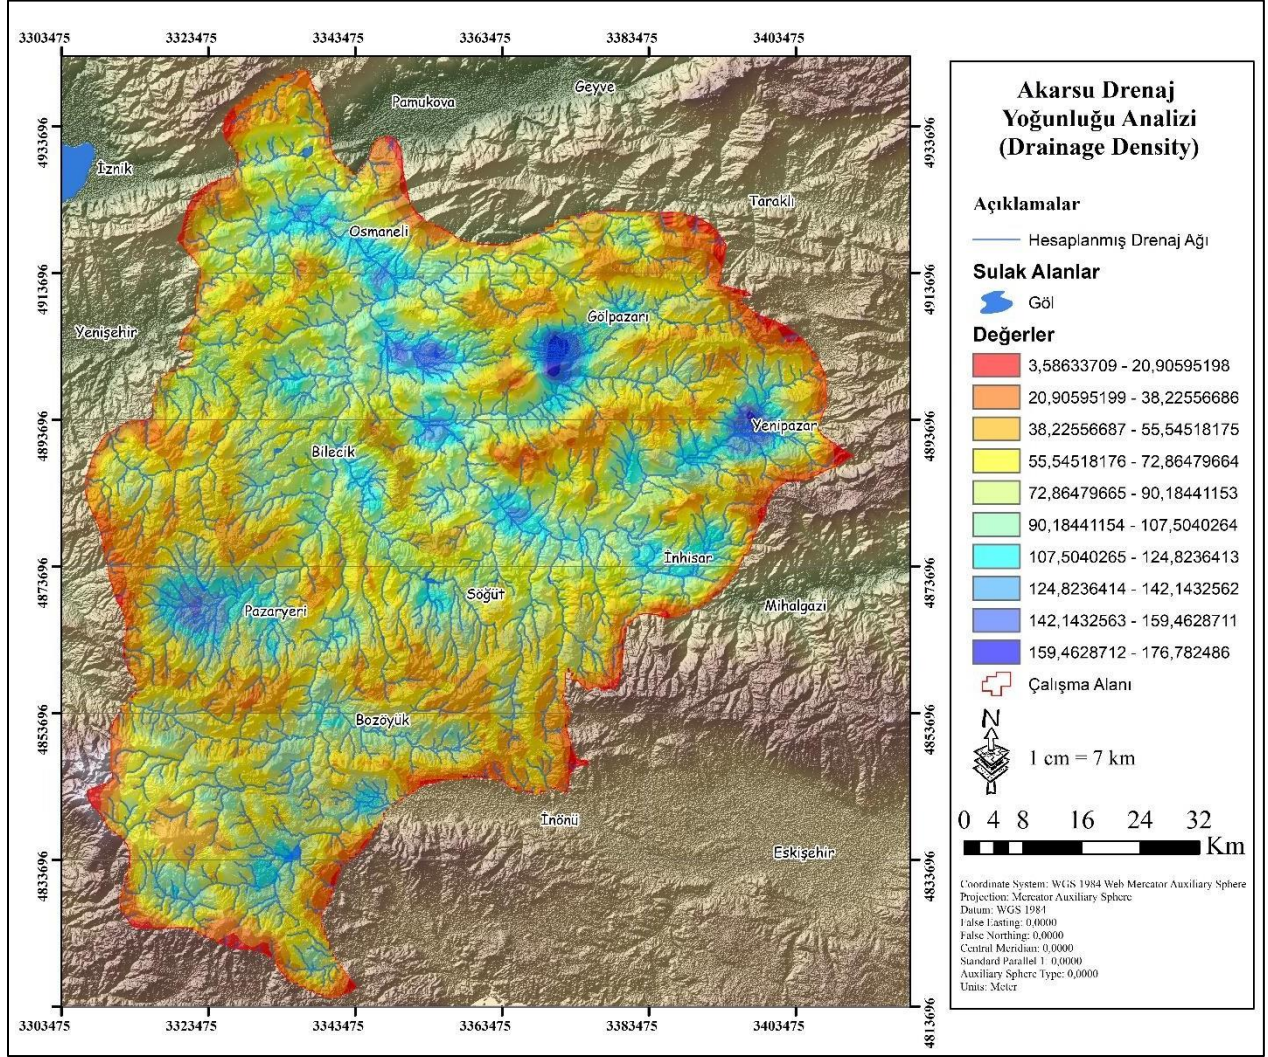 3303475
3323475
3343475
3363475
3383475
3403475
4933696
4913696
4893696
4873696
4853696
4833696
Geyve
Pamukova
İznik
Taraklı
Osmaneli
Yenişehir
Gölpazarı
Yenipazar
Bilecik
İnhisar
Söğüt
Pazaryeri
Mihalgazi
Bozöyük
İnönü
Eskişehir
4933696
4913696
4893696
4873696
4853696
4833696
4813696
3303475
3323475
3343475
3363475
3383475
3403475
Akarsu Drenaj
Yoğunluğu Analizi
(Drainage Density)
Açıklamalar
Hesaplanmış Drenaj Ağı
Sulak Alanlar
Göl
Değerler
3,58633709 - 20,90595198
20,90595199 - 38,22556686
38,22556687 - 55,54518175
55,54518176 - 72,86479664
72,86479665 - 90,18441153
90,18441154 - 107,5040264
107,5040265 - 124,8236413
124,8236414 - 142,1432562
142,1432563 - 159,4628711
159,4628712 - 176,782486
Çalışma Alanı
N
1 cm = 7 km
0 4 8 16 24 32
Km
Coordinate System: WGS 1984 Web Mercator Auxiliary Sphere
Projection: Mercator Auxiliary Sphere
Datum: WGS 1984
False Easting: 0,0000
False Northing: 0,0000
Central Meridian: 0,0000
Standard Parallel 1: 0,0000
Auxiliary Sphere Type: 0,0000
Units: Meter